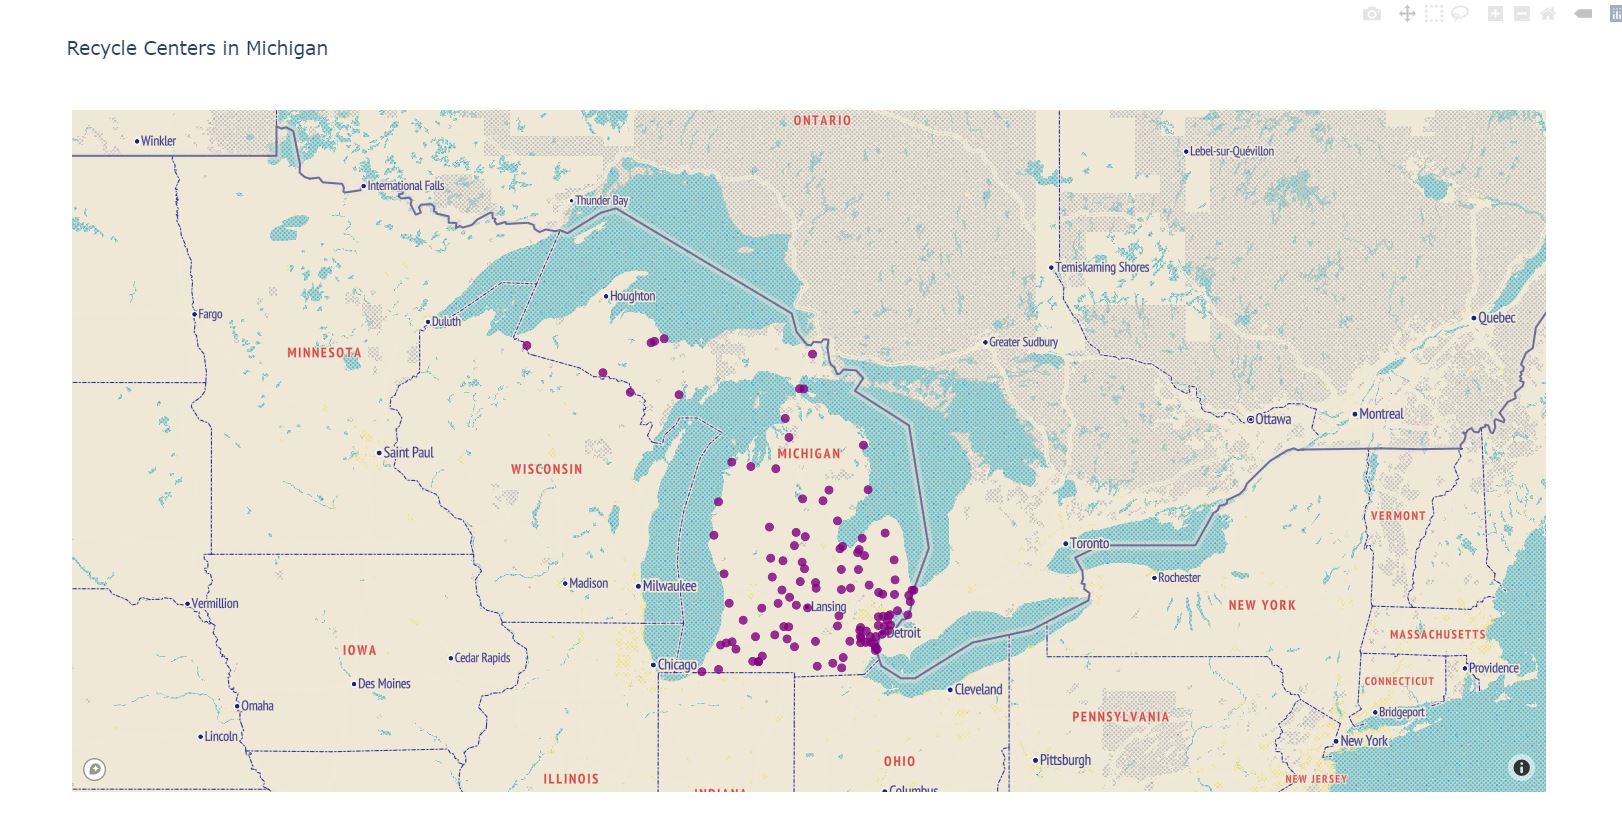 Recycle Centers in Michigan
ONTARIO
Winkler
Lebel-sur-Quévillon
International Falls
Thunder Bay
Temiskaming Shores
Houghton
Fargo
Duluth
Quebec
Greater Sudbury
MINNESOTA
Ottawa
Montreal
Saint Paul
MICHIGAN
WISCONSIN
VERMONT
Toronto
Rochester
Madison
Milwaukee
Vermillion
Lansing
NEW YORK
Detroit
MASSACHUSETTS
IOWA
Cedar Rapids
Chicago
Providence
CONNECTICUT
Des Moines
Cleveland
Omaha
Bridgeport
PENNSYLVANIA
Lincoln
New York
Pittsburgh
OHIO
ILLINOIS
NEW JERSEY
INDIANA
Columbus